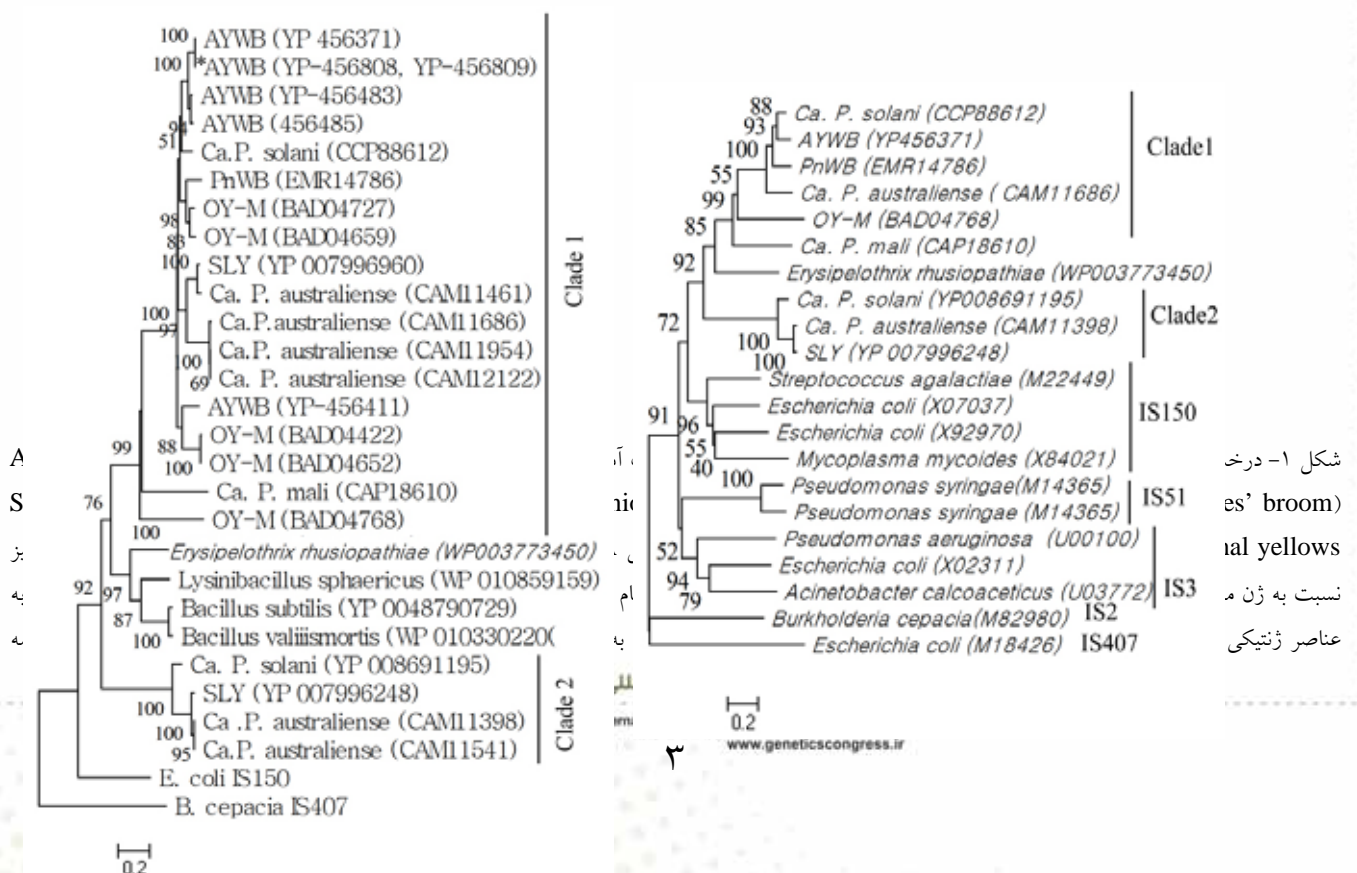 100 AYWB (YP 456371)
100 *AYWB (YP-456808, YP-456809)
AYWB (YP-456483)
94 AYWB (456485)
51 Ca.P. solani (CCP88612)
PnWB (EMR14786)
OY-M (BAD04727)
98 OY-M (BAD04659)
83
100 SLY (YP 007996960)
Ca. P. australiense (CAM11461)
Ca.P.australiense (CAM11686)
100
97 Ca.P.australiense (CAM11954)
100
69 Ca. P. australiense (CAM12122)
AYWB (YP-456411)
88 OY-M (BAD04422)
100 OY-M (BAD04652)
99
Ca. P. mali (CAP18610)
76
OY-M (BAD04768)
100
Erysipelothrix rhusiopathiae (WP003773450)
92 97 Lysinibacillus sphaericus (WP 010859159)
87 Bacillus subtilis (YP 0048790729)
100 Bacillus valiiismortis (WP 010330220(
Ca. P. solani (YP 008691195)
SLY (YP 007996248)
100
100 Ca .P. australiense (CAM11398)
95 Ca.P. australiense (CAM11541)
E. coli IS150
B. cepacia IS407
0.2
Clade 1
Clade 2
88 Ca. P. solani (CCP88612)
93 AYWB (YP456371)
100 PnWB (EMR14786)
55 Ca. P. australiense ( CAM11686)
99 OY-M (BAD04768)
85 Ca. P. mali (CAP18610)
92 Erysipelothrix rhusiopathiae (WP003773450)
Ca. P. solani (YP008691195)
72 Ca. P. australiense (CAM11398)
100 SLY (YP 007996248)
100
Streptococcus agalactiae (M22449)
91 Escherichia coli (X07037)
96 Escherichia coli (X92970)
55
40 Mycoplasma mycoides (X84021)
100 Pseudomonas syringae(M14365)
Pseudomonas syringae (M14365)
Pseudomonas aeruginosa (U00100)
52 Escherichia coli (X02311)
94
79 Acinetobacter calcoaceticus (U03772)
Burkholderia cepacia(M82980) IS2
Escherichia coli (M18426) IS407
0.2
Clade1
Clade2
IS150
IS51
IS3
شکل ۱- درخ
es' broom)
nal yellows
نسبت به ژن م
عناصر ژنتیکی
www.geneticscongress.ir
۳